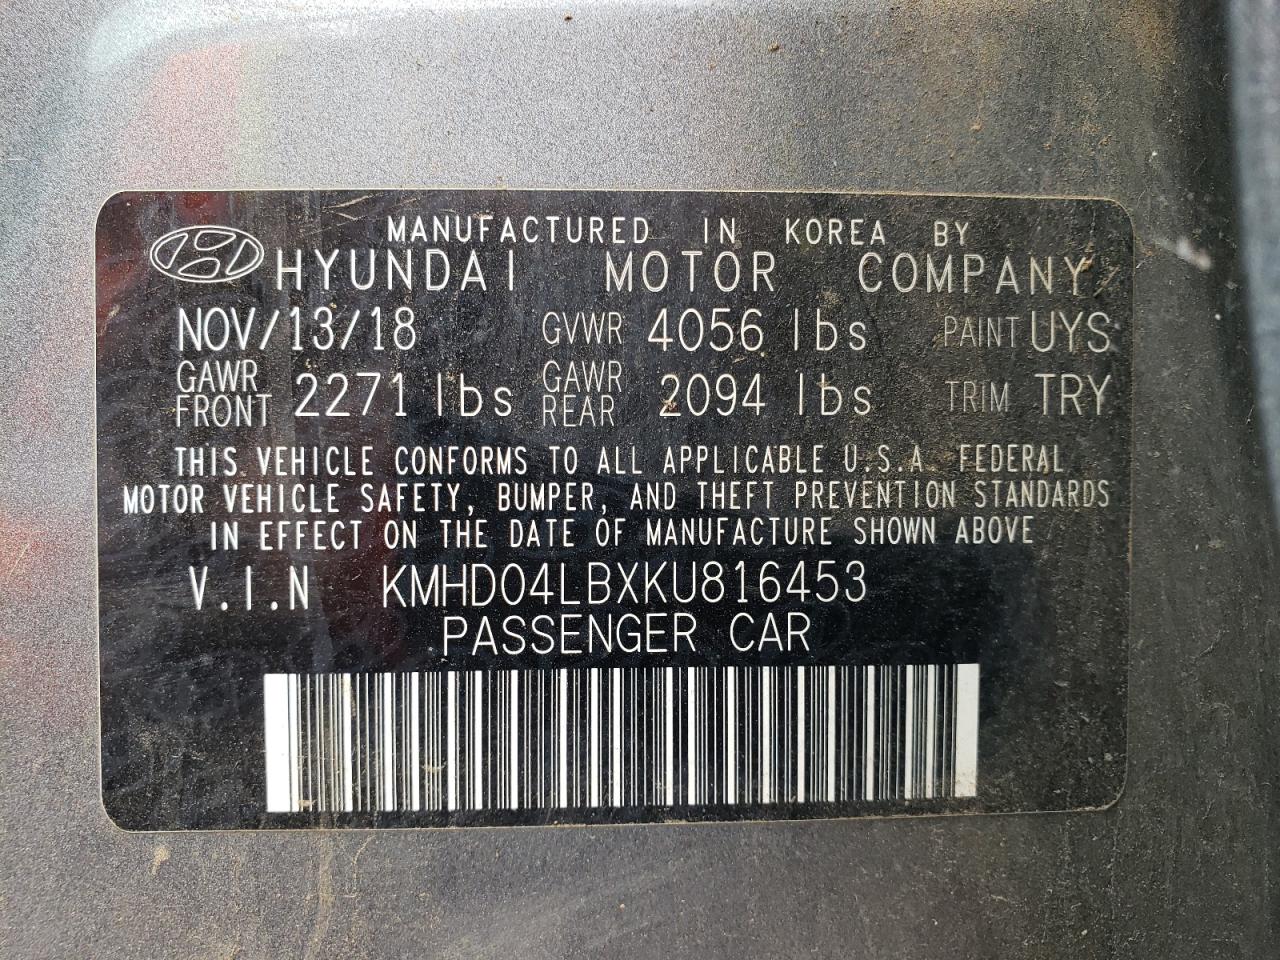 MANUFACTURED IN KOREA BY
HYUNDAI MOTOR COMPANY
NOV/13/18 GVWR 4056 lbs PAINT UYS
GAWR FRONT 2271 lbs GAWR REAR 2094 lbs TRIM TRY
THIS VEHICLE CONFORMS TO ALL APPLICABLE U.S.A. FEDERAL
MOTOR VEHICLE SAFETY, BUMPER, AND THEFT PREVENTION STANDARDS
IN EFFECT ON THE DATE OF MANUFACTURE SHOWN ABOVE
V.I.N KMHD04LBXKU816453
PASSENGER CAR